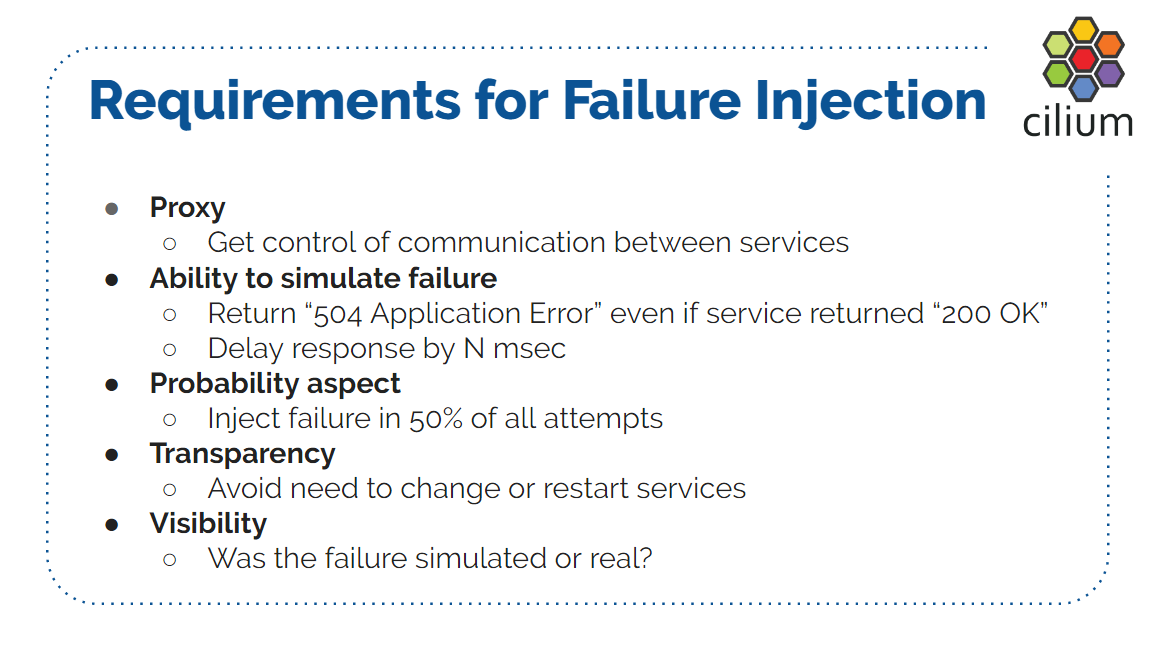 Requirements for Failure Injection
cilium
● Proxy
○ Get control of communication between services
● Ability to simulate failure
○ Return “504 Application Error” even if service returned “200 OK”
○ Delay response by N msec
● Probability aspect
○ Inject failure in 50% of all attempts
● Transparency
○ Avoid need to change or restart services
● Visibility
○ Was the failure simulated or real?